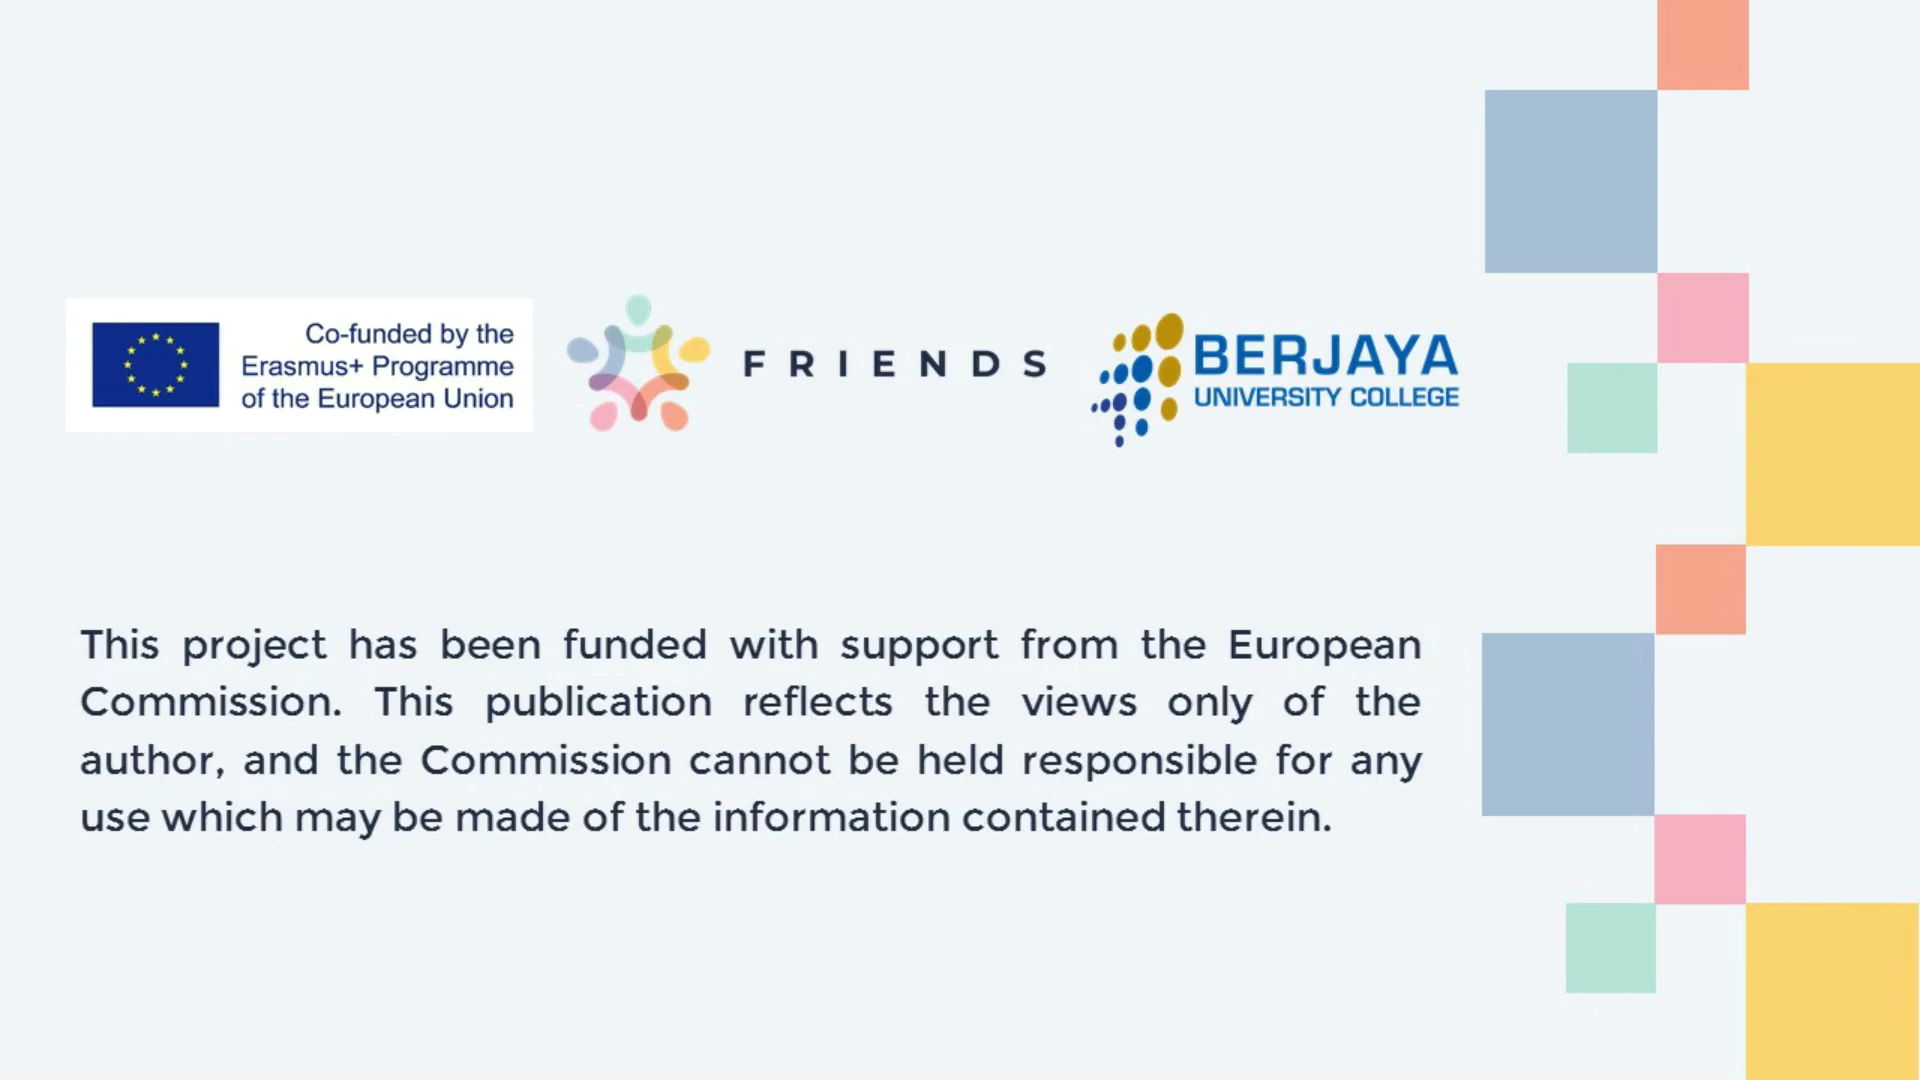 Co-funded by the
Erasmus+ Programme
of the European Union
FRIENDS
BERJAYA
UNIVERSITY COLLEGE
This project has been funded with support from the European
Commission. This publication reflects the views only of the
author, and the Commission cannot be held responsible for any
use which may be made of the information contained therein.